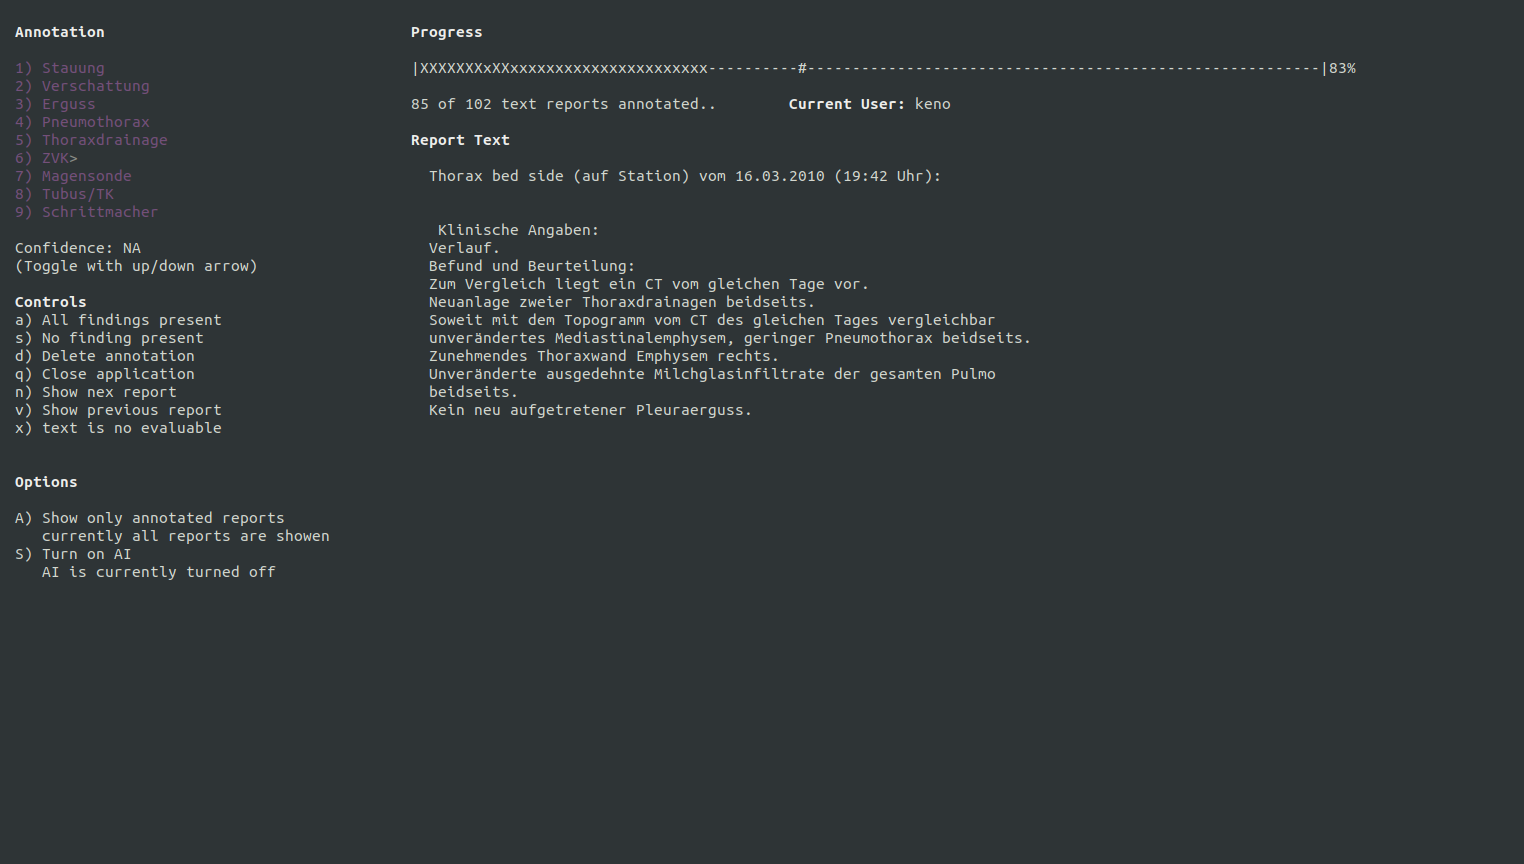 Annotation
1) Stauung
2) Verschattung
3) Erguss
4) Pneumothorax
5) Thoraxdrainage
6) ZVK>
7) Magensonde
8) Tubus/TK
9) Schrittmacher
Confidence: NA
(Toggle with up/down arrow)
Controls
a) All findings present
s) No finding present
d) Delete annotation
q) Close application
n) Show nex report
v) Show previous report
x) text is no evaluable
Options
A) Show only annotated reports
currently all reports are showen
S) Turn on AI
AI is currently turned off
Progress
|XXXXXXXxXXxxxxxxxxxxxxxxxxxxxxxx----------#---------------------------------------------------------|83%
85 of 102 text reports annotated.. Current User: keno
Report Text
Thorax bed side (auf Station) vom 16.03.2010 (19:42 Uhr):
Klinische Angaben:
Verlauf.
Befund und Beurteilung:
Zum Vergleich liegt ein CT vom gleichen Tage vor.
Neuanlage zweier Thoraxdrainagen beidseits.
Soweit mit dem Topogramm vom CT des gleichen Tages vergleichbar
unverändertes Mediastinalemphysem, geringer Pneumothorax beidseits.
Zunehmendes Thoraxwand Emphysem rechts.
Unveränderte ausgedehnte Milchglasinfiltrate der gesamten Pulmo
beidseits.
Kein neu aufgetretener Pleuraerguss.